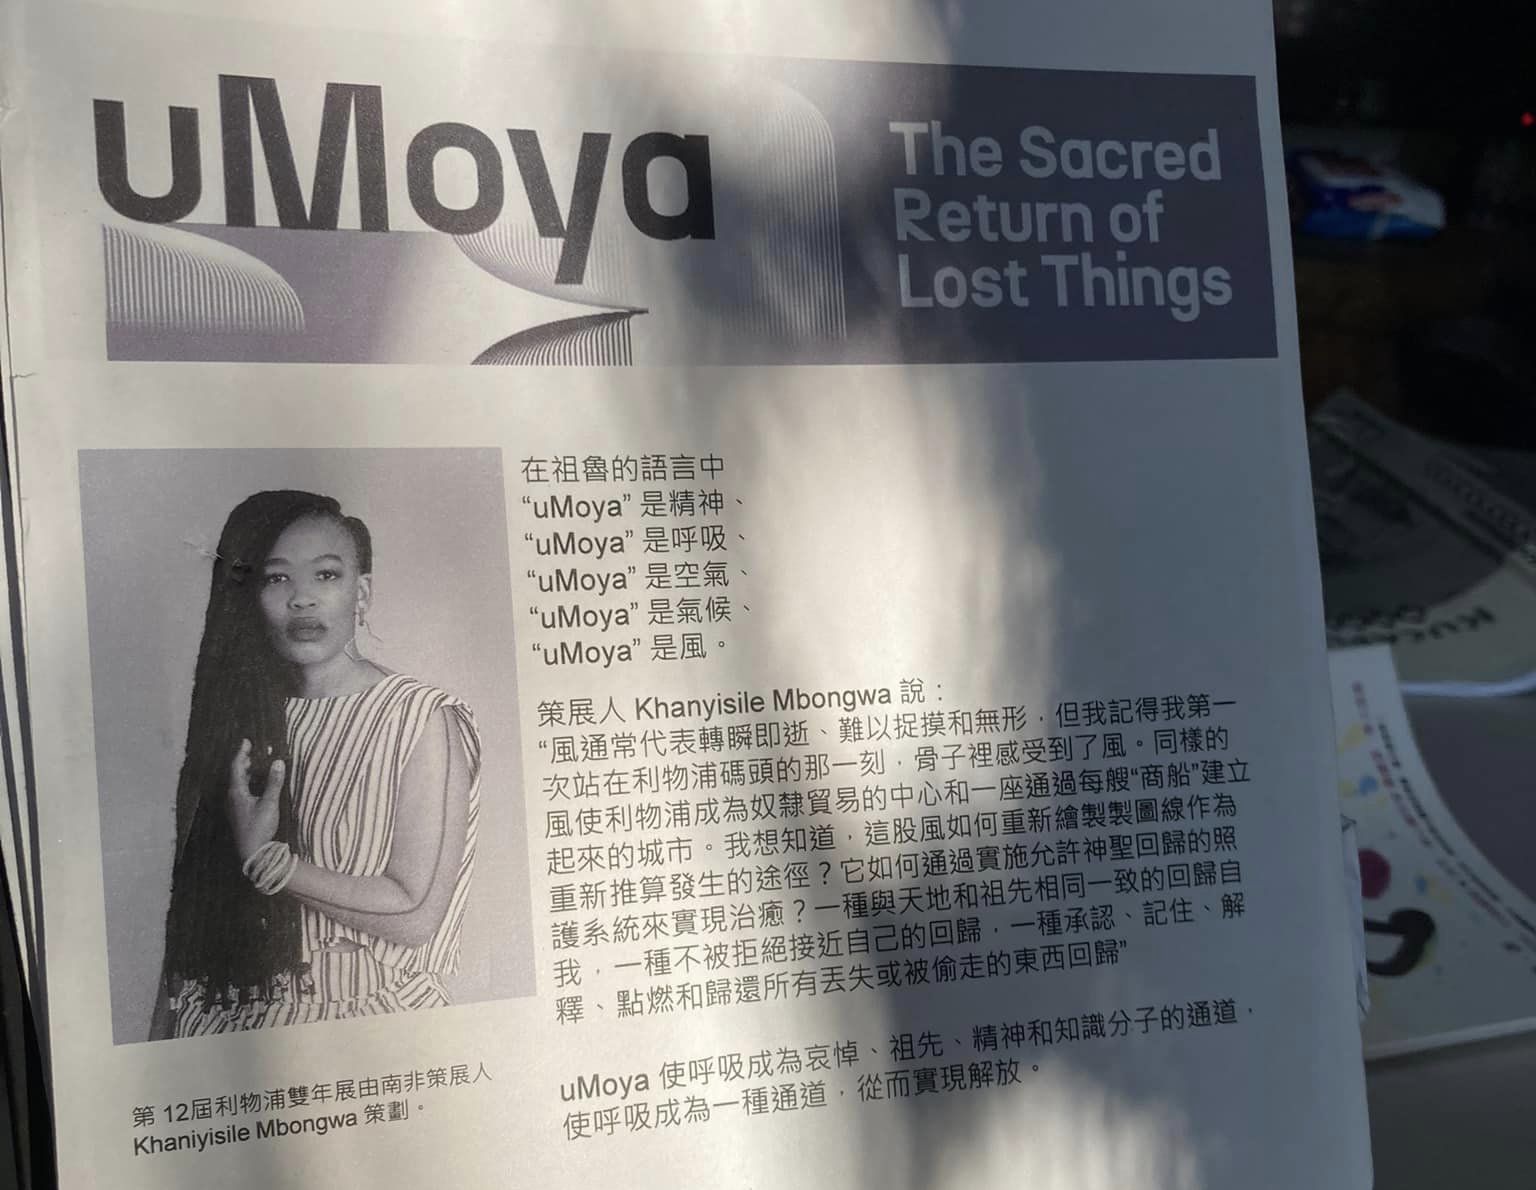 uMoya
The Sacred
Return of
Lost Things
在祖魯的語言中
“uMoya” 是精神、
“uMoya” 是呼吸、
“uMoya” 是空氣、
“uMoya” 是氣候、
“uMoya” 是風。
策展人 Khanyisile Mbongwa 說：
“風通常代表轉瞬即逝、難以捉摸和無形，但我記得我第一
次站在利物浦碼頭的那一刻，骨子裡感受到了風。同樣的
風使利物浦成為奴隸貿易的中心和一座通過每艘“商船”建立
起來的城市。我想知道，這股風如何重新繪製製圖線作為
重新推算發生的途徑？它如何通過實施允許神聖回歸的照
護系統來實現治癒？一種與天地和祖先相同一致的回歸自
我，一種不被拒絕接近自己的回歸，一種承認、記住、解
釋、點燃和歸還所有丟失或被偷走的東西回歸”
uMoya 使呼吸成為哀悼、祖先、精神和知識分子的通道，
使呼吸成為一種通道，從而實現解放。
第 12屆利物浦雙年展由南非策展人
Khaniyisile Mbongwa 策劃。